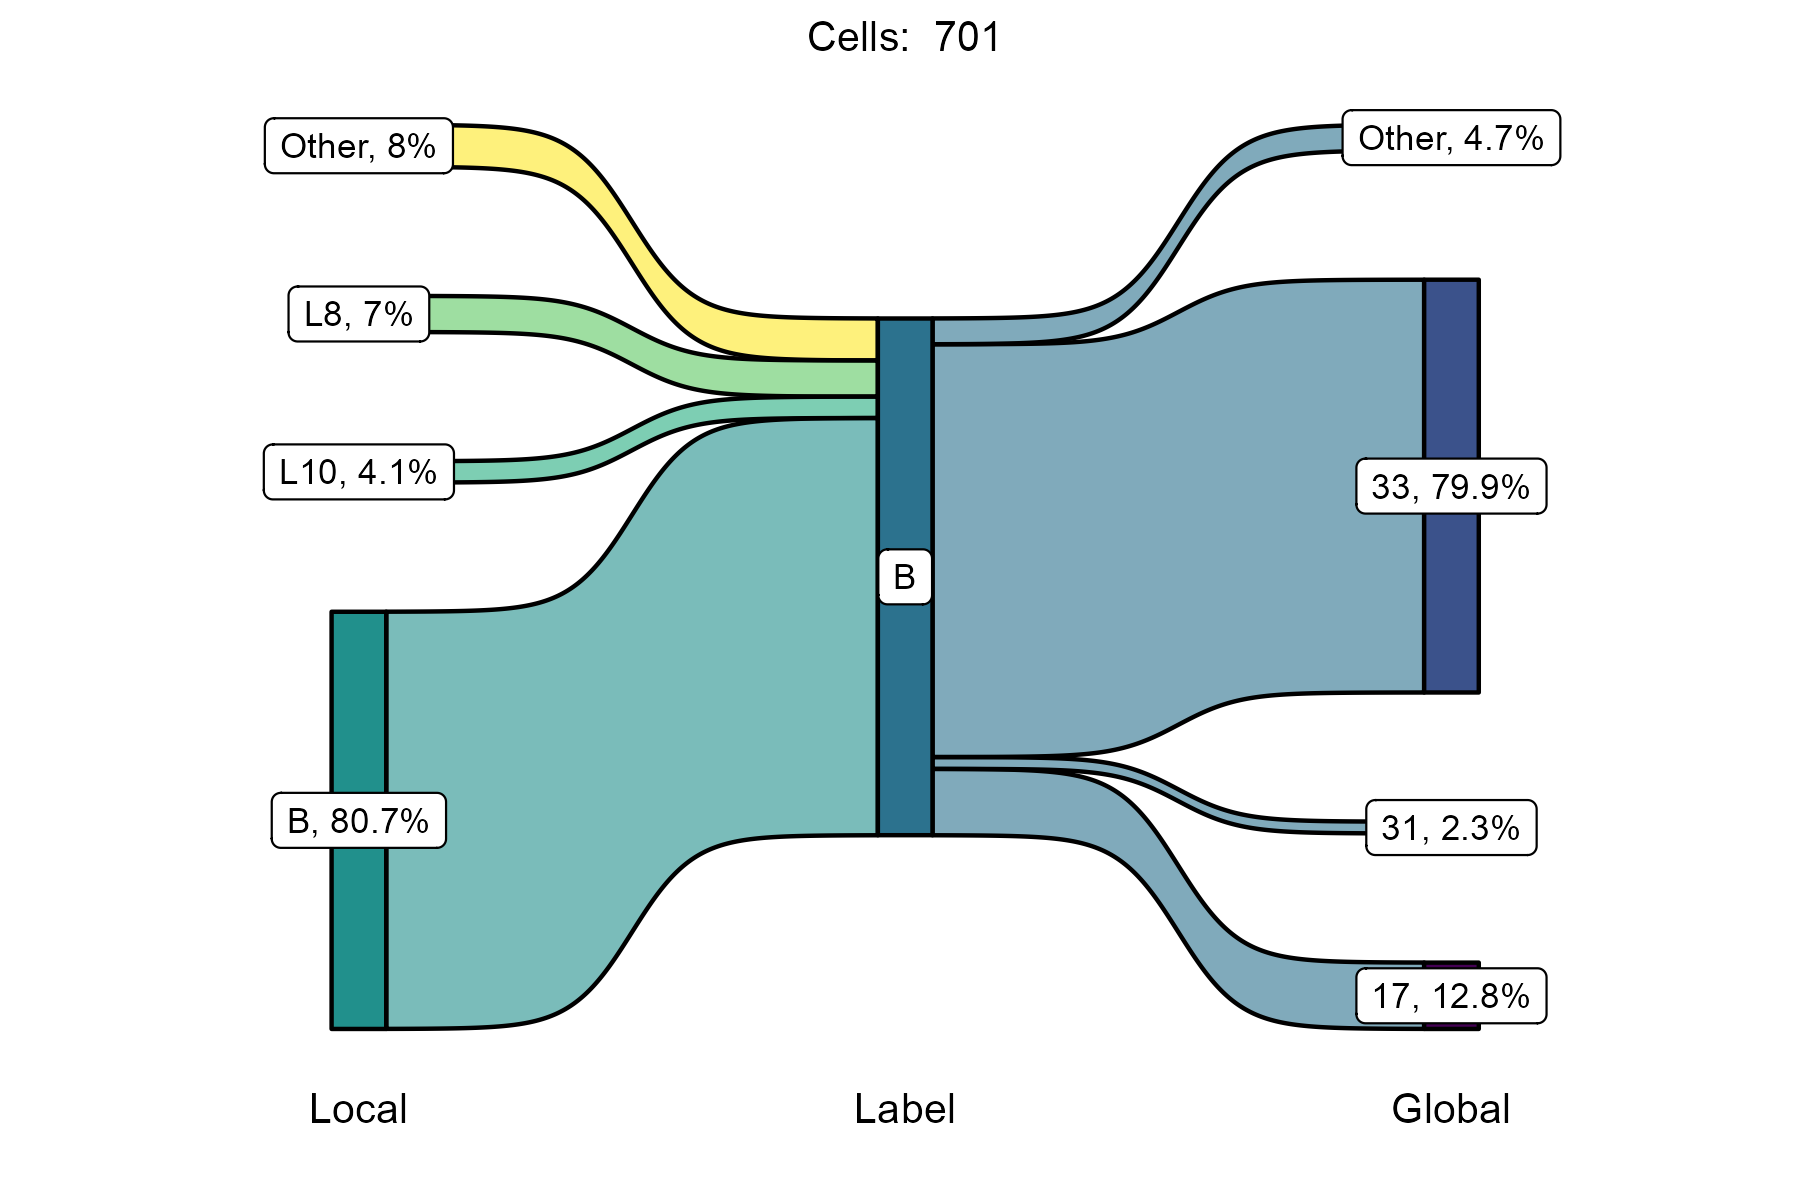 Cells: 701
Other, 8%
L8, 7%
L10, 4.1%
B, 80.7%
B
Other, 4.7%
33, 79.9%
31, 2.3%
17, 12.8%
Local
Label
Global